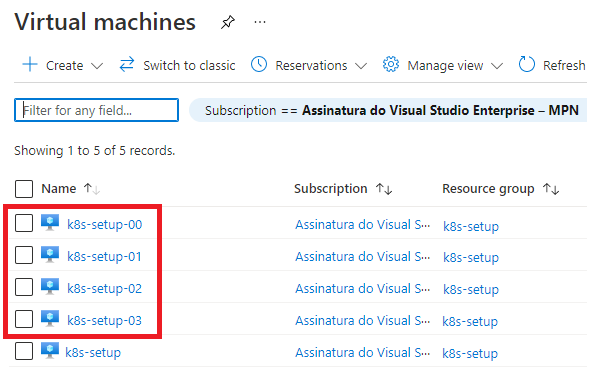 Virtual machines ...
Create Switch to classic Reservations Manage view Refresh
Filter for any field... Subscription == Assinatura do Visual Studio Enterprise – MPN
Showing 1 to 5 of 5 records.
Name Subscription Resource group
k8s-setup-00 Assinatura do Visual S... k8s-setup
k8s-setup-01 Assinatura do Visual S... k8s-setup
k8s-setup-02 Assinatura do Visual S... k8s-setup
k8s-setup-03 Assinatura do Visual S... k8s-setup
k8s-setup Assinatura do Visual S... k8s-setup